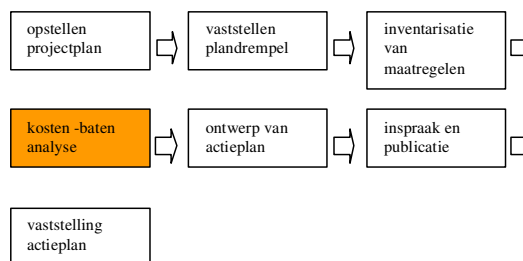 opstellen
projectplan
vaststellen
plandrempel
inventarisatie
van
maatregelen
kosten -baten
analyse
ontwerp van
actieplan
inspraak en
publicatie
vaststelling
actieplan